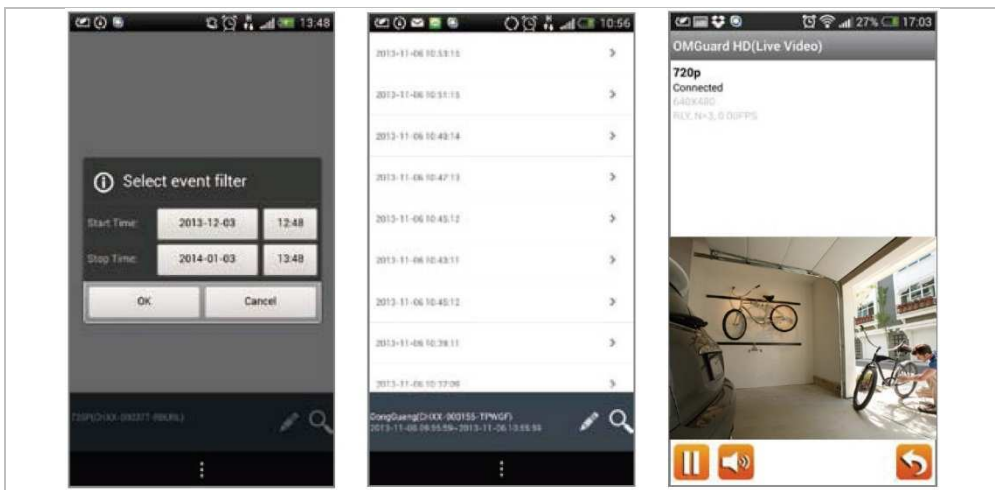 13:48
Select event filter
Start Time:
2013-12-03
12:48
Stop Time:
2014-01-03
13:48
OK
Cancel
10:56
2013-11-06 10:53:15
2013-11-06 10:51:15
2013-11-06 10:49:14
2013-11-06 10:47:13
2013-11-06 10:45:12
2013-11-06 10:43:11
2013-11-06
2013-11-06 10:39:11
2013-11-06 10:37:09
27% 17:03
OMGuard HD(Live Video)
720p
Connected
640X480
RLY, N=3, 0.00FPS